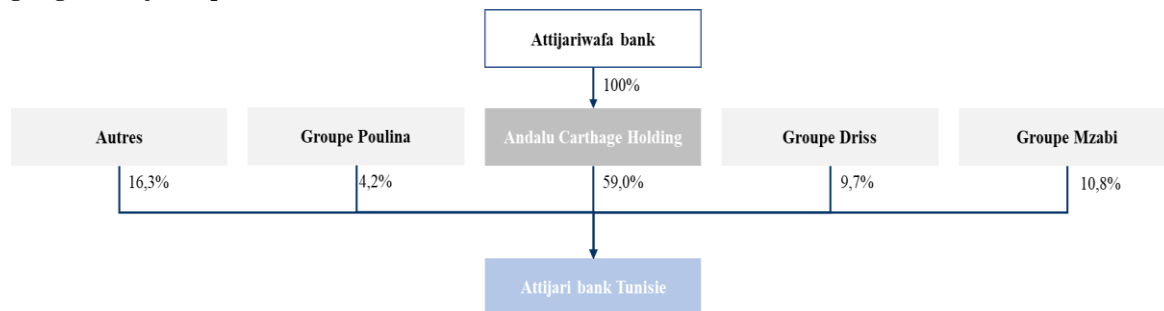 Attijariwafa bank
100%
Autres
Groupe Poulina
Andalu Carthage Holding
Groupe Driss
Groupe Mzabi
16,3%
4,2%
59,0%
9,7%
10,8%
Attijari bank Tunisie